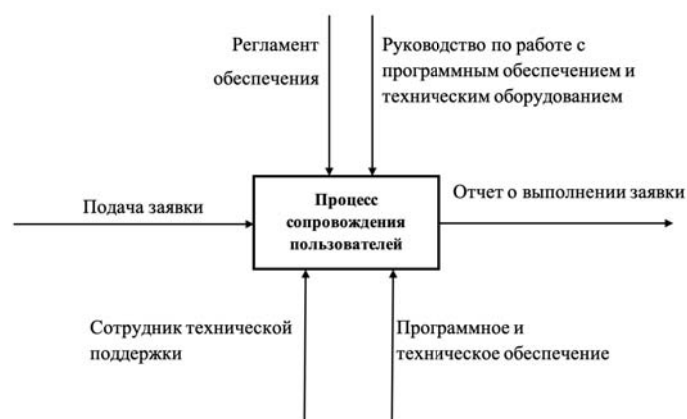 Регламент
обеспечения
Руководство по работе с
программным обеспечением и
техническим оборудованием
Подача заявки
Процесс
сопровождения
пользователей
Отчет о выполнении заявки
Сотрудник технической
поддержки
Программное и
техническое обеспечение